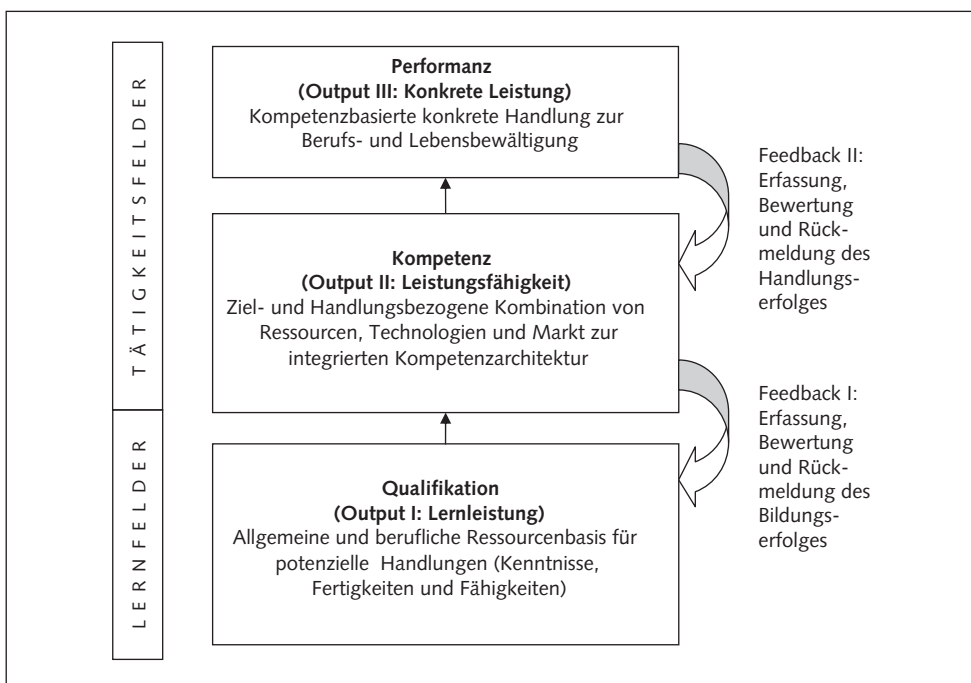 TÄTIGKEITSFELDER
Performanz
(Output III: Konkrete Leistung)
Kompetenzbasierte konkrete Handlung zur
Berufs- und Lebensbewältigung
Feedback II:
Erfassung,
Bewertung
und Rück-
meldung des
Handlungs-
erfolges
Kompetenz
(Output II: Leistungsfähigkeit)
Ziel- und Handlungsbezogene Kombination von
Ressourcen, Technologien und Markt zur
integrierten Kompetenzarchitektur
Feedback I:
Erfassung,
Bewertung
und Rück-
meldung des
Bildungs-
erfolges
LERNFELDER
Qualifikation
(Output I: Lernleistung)
Allgemeine und berufliche Ressourcenbasis für
potenzielle Handlungen (Kenntnisse,
Fertigkeiten und Fähigkeiten)